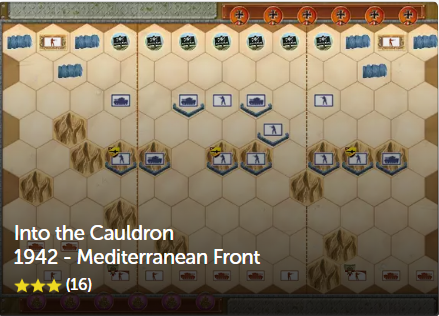 Into the Cauldron
1942 - Mediterranean Front
(16)